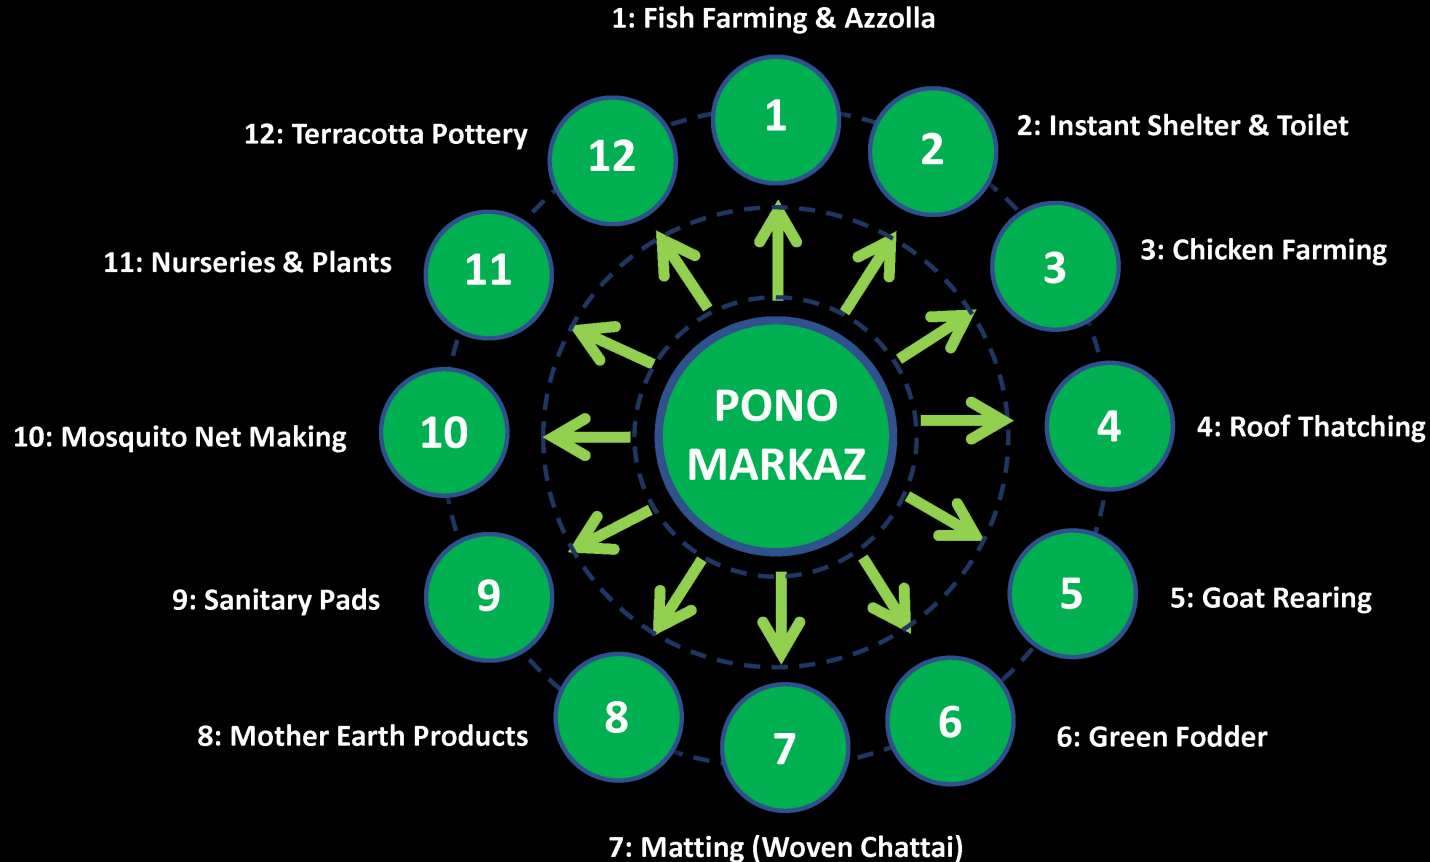 1: Fish Farming & Azzolla
1
2: Instant Shelter & Toilet
2
3: Chicken Farming
3
4: Roof Thatching
4
5: Goat Rearing
5
6: Green Fodder
6
7: Matting (Woven Chattai)
7
8: Mother Earth Products
8
9: Sanitary Pads
9
10: Mosquito Net Making
10
11: Nurseries & Plants
11
12: Terracotta Pottery
12
PONO
MARKAZ